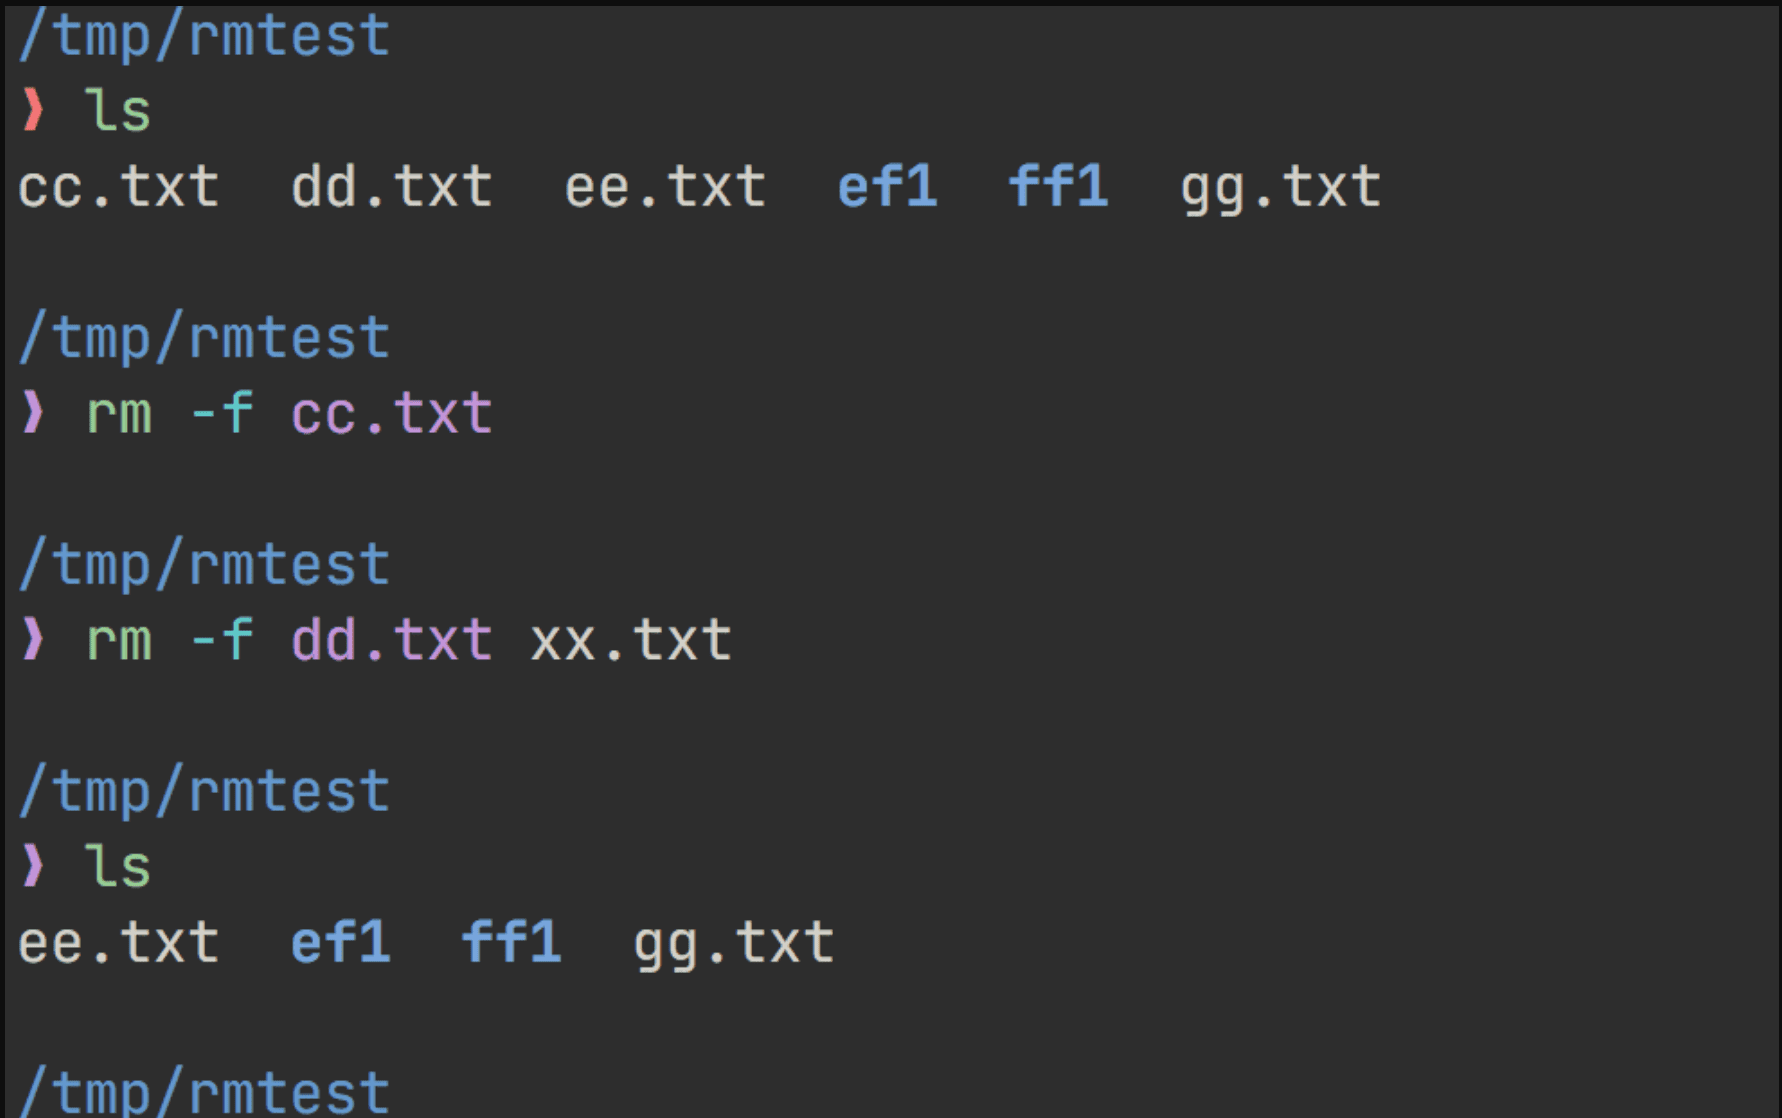 /tmp/rmtest
❯ ls
cc.txt  dd.txt  ee.txt  ef1  ff1  gg.txt
/tmp/rmtest
❯ rm -f cc.txt
/tmp/rmtest
❯ rm -f dd.txt xx.txt
/tmp/rmtest
❯ ls
ee.txt  ef1  ff1  gg.txt
/tmp/rmtest